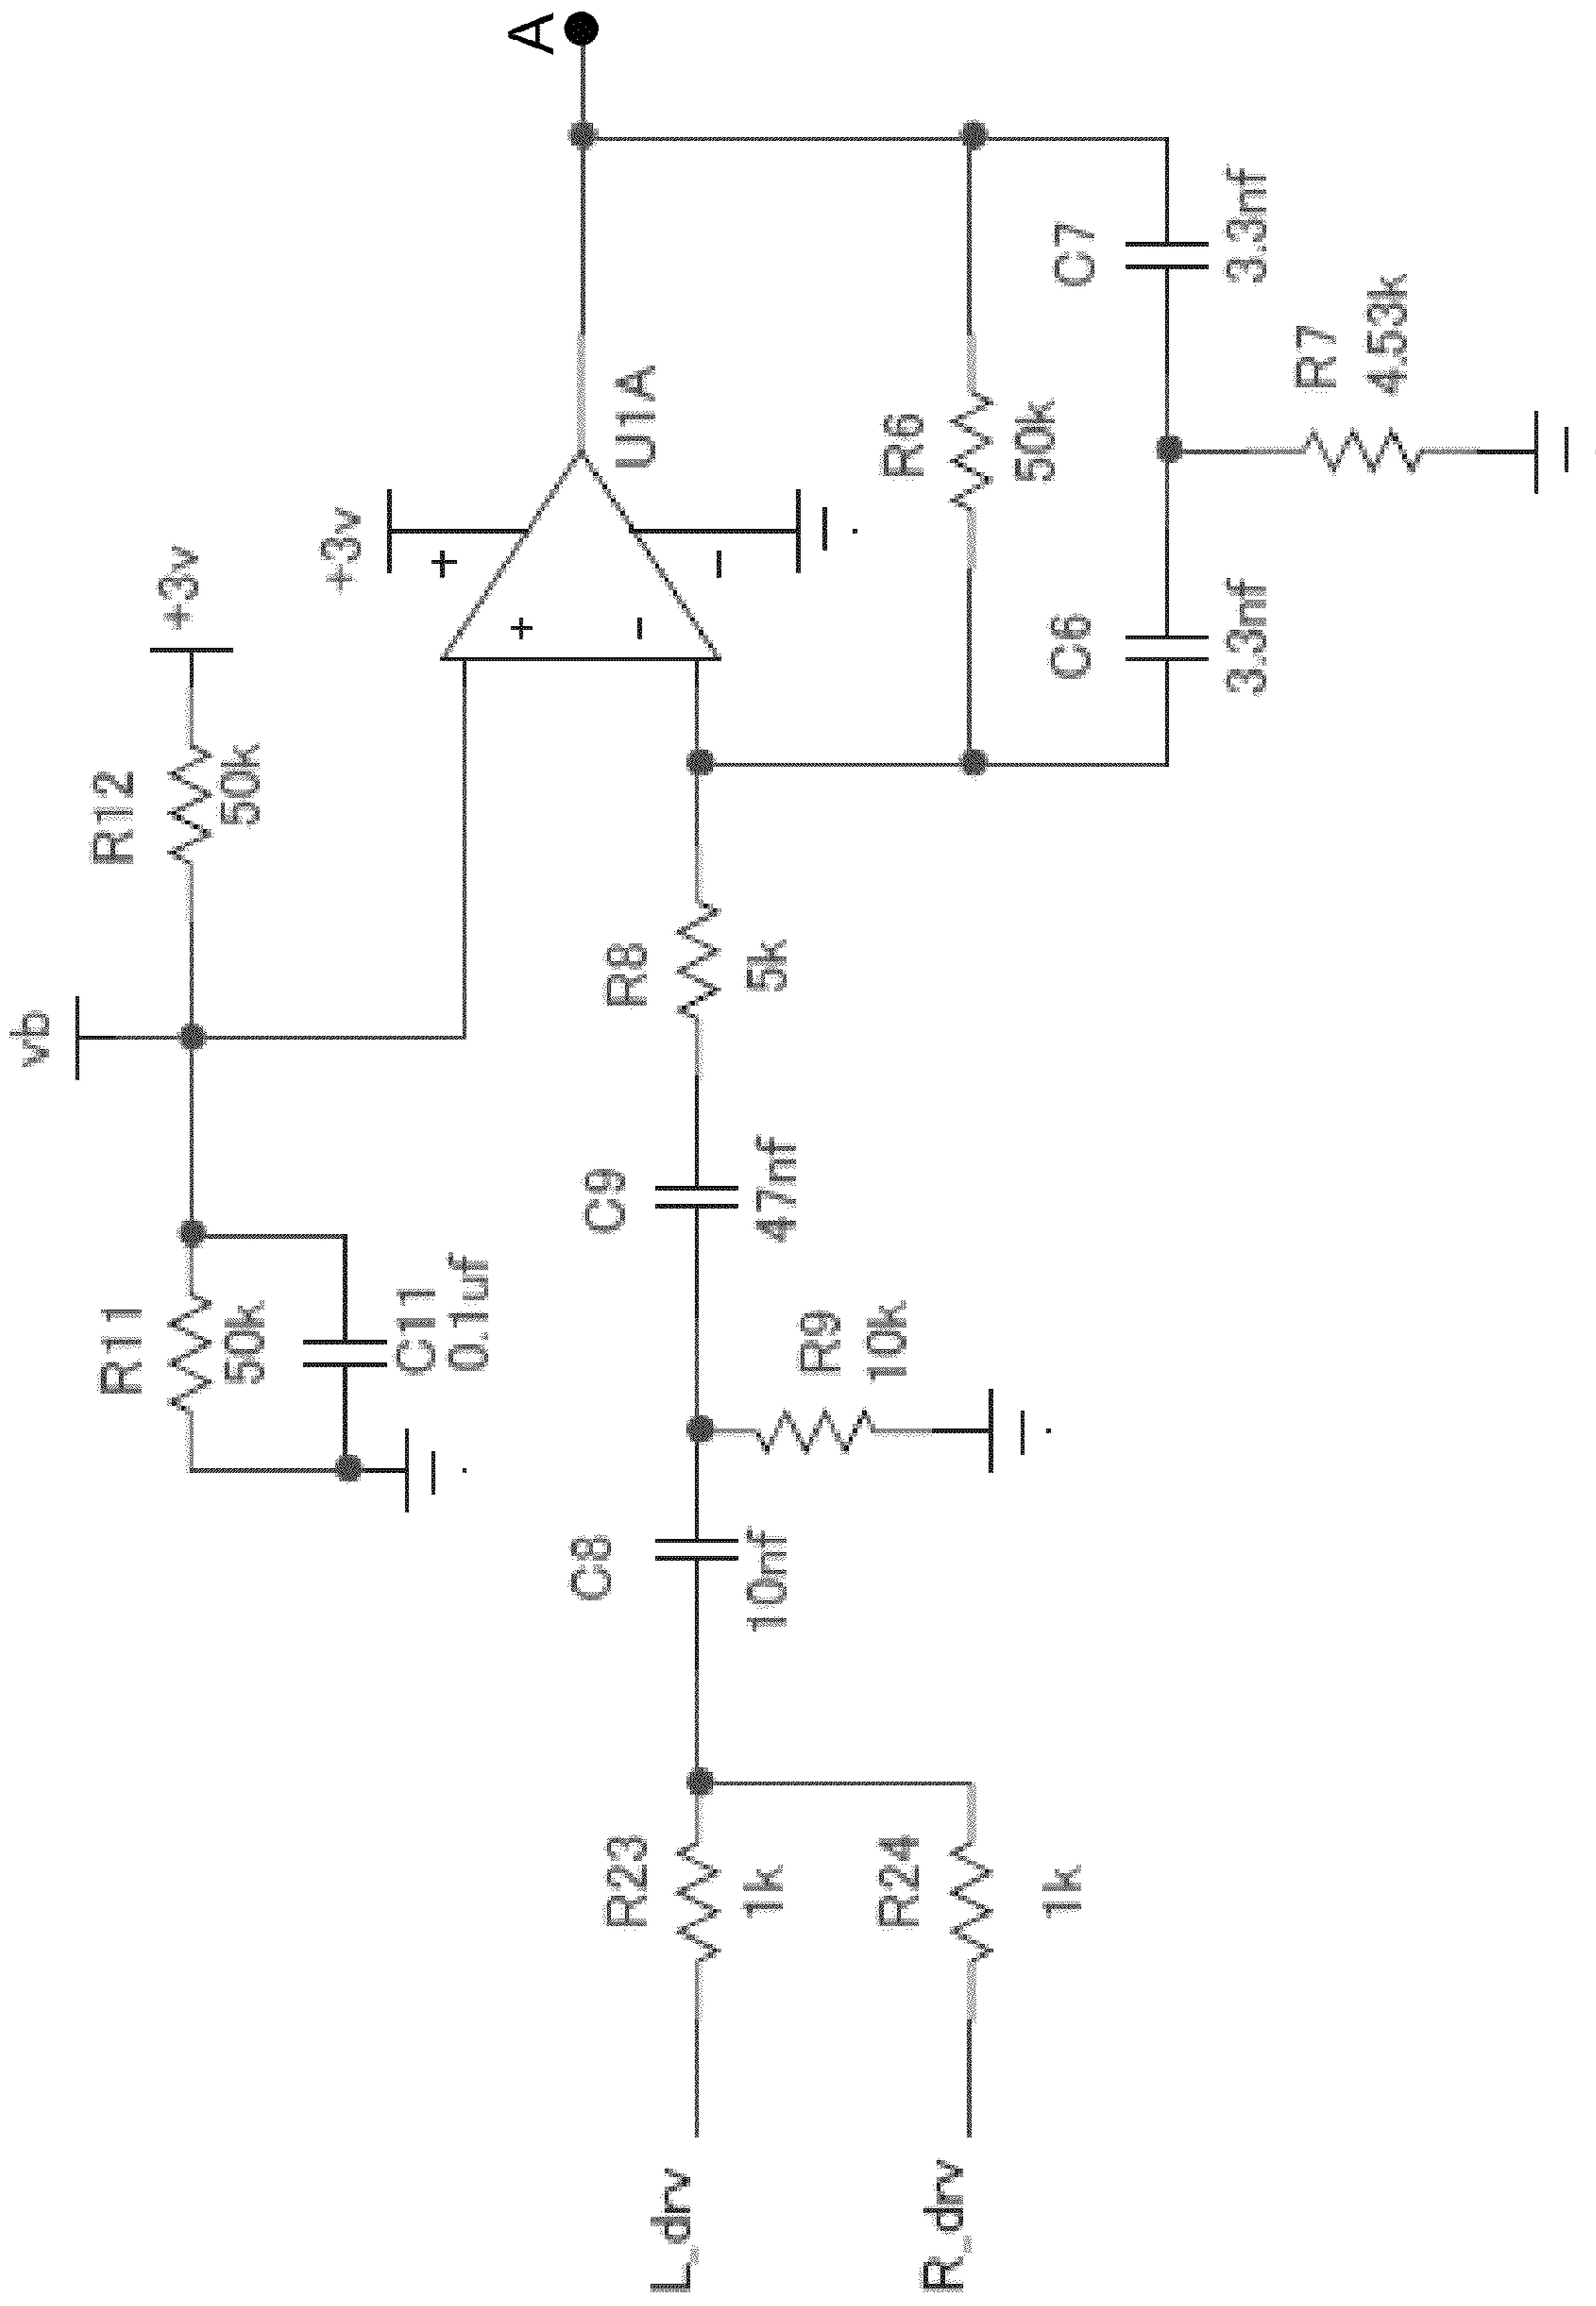 vb
R11
50k
C11
0.1uf
R12
50k
+3v
+3v
+
+
-
-
U1A
A
L_drv
R23
1k
R_drv
R24
1k
C8
10nf
R9
10k
C9
47nf
R8
5k
R6
50k
C6
3.3nf
C7
3.3nf
R7
4.53k